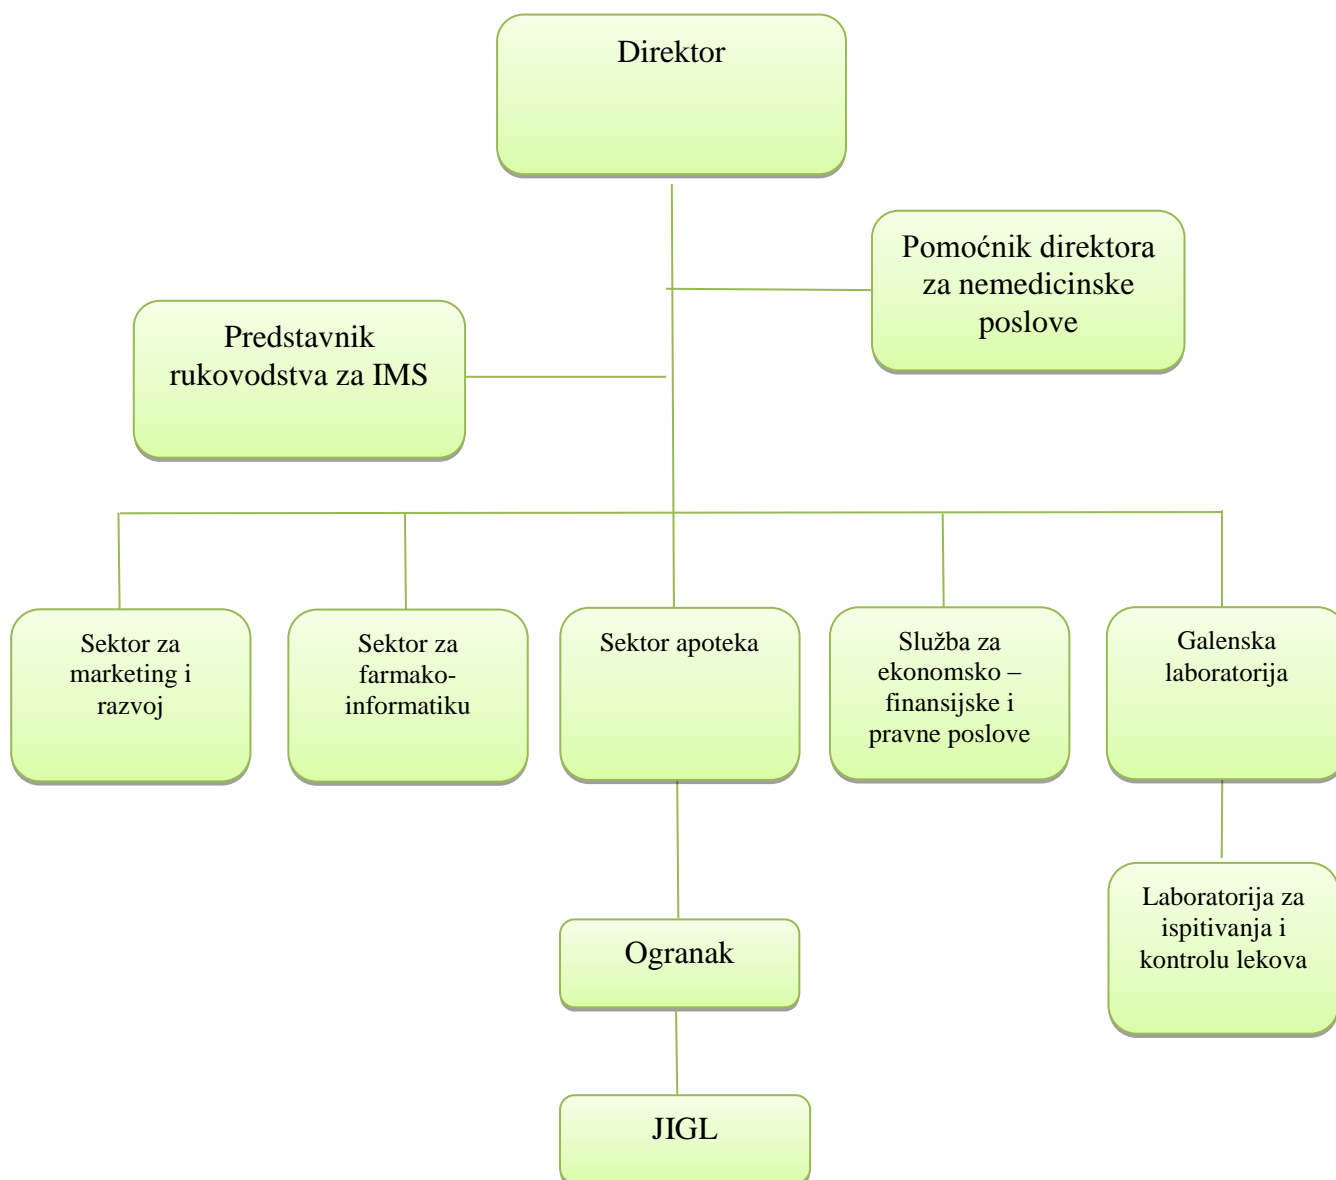 Direktor
Pomoćnik direktora
za nemedicinske
poslove
Predstavnik
rukovodstva za IMS
Sektor za
marketing i
razvoj
Sektor za
farmako-
informatiku
Sektor apoteka
Služba za
ekonomsko –
finansijske i
pravne poslove
Galenska
laboratorija
Laboratorija za
ispitivanja i
kontrolu lekova
Ogranak
JIGL